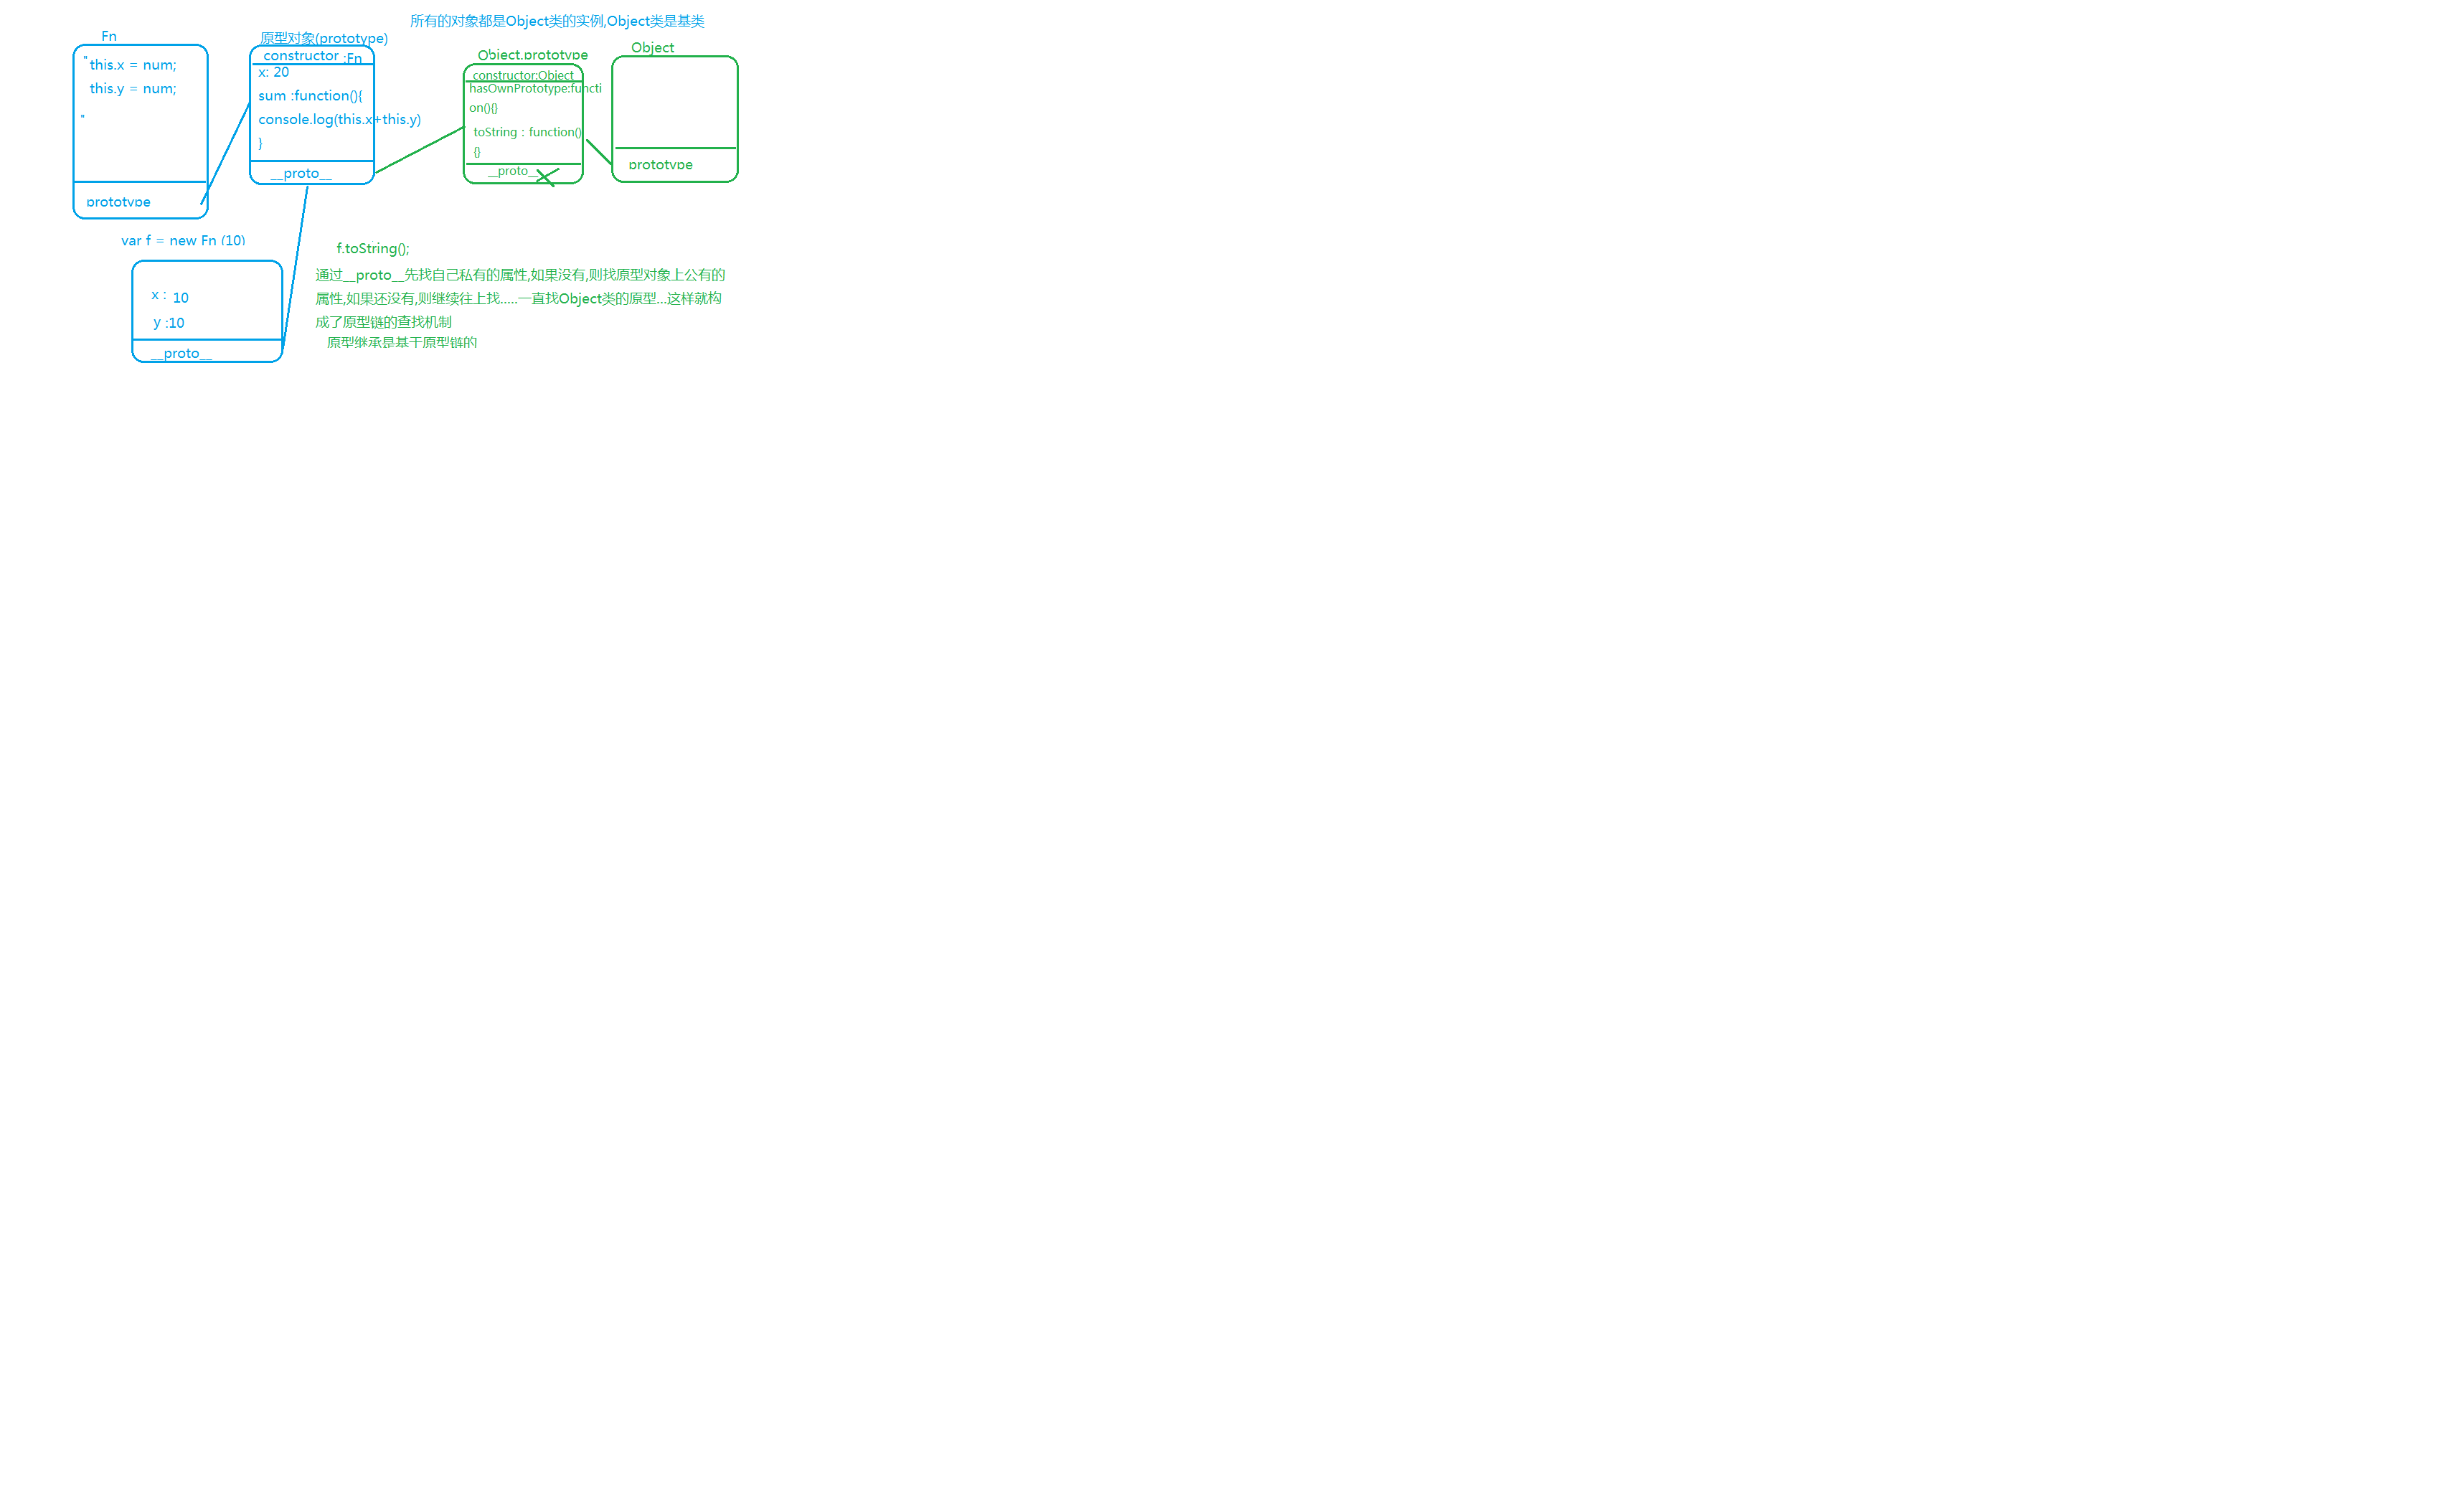 所有的对象都是Object类的实例,Object类是基类
Fn
"this.x = num;
this.y = num;
"
prototype
原型对象(prototype)
constructor :Fn
x: 20
sum :function(){
console.log(this.x+this.y)
}
__proto__
Object.prototype
constructor:Object
hasOwnPrototype:functi
on(){}
toString : function()
{}
__proto__
Object
prototype
var f = new Fn (10)
x : 10
y :10
__proto__
f.toString();
通过__proto__先找自己私有的属性,如果没有,则找原型对象上公有的
属性,如果还没有,则继续往上找.....一直找Object类的原型...这样就构
成了原型链的查找机制
原型继承是基于原型链的